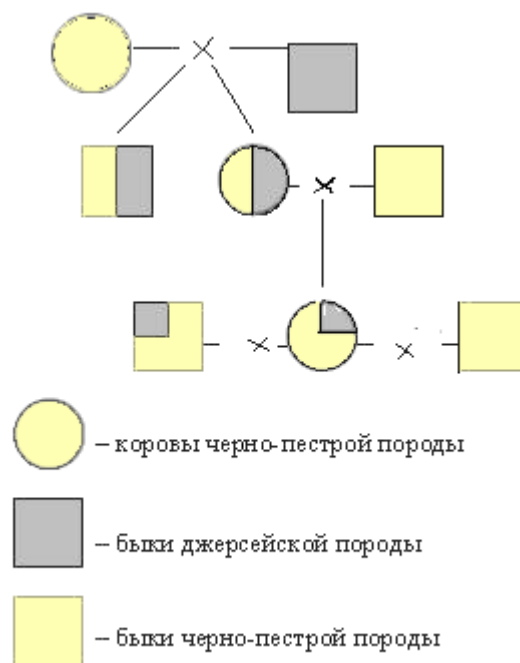 – коровы черно-пестрой породы
– быки джерсейской породы
– быки черно-пестрой породы